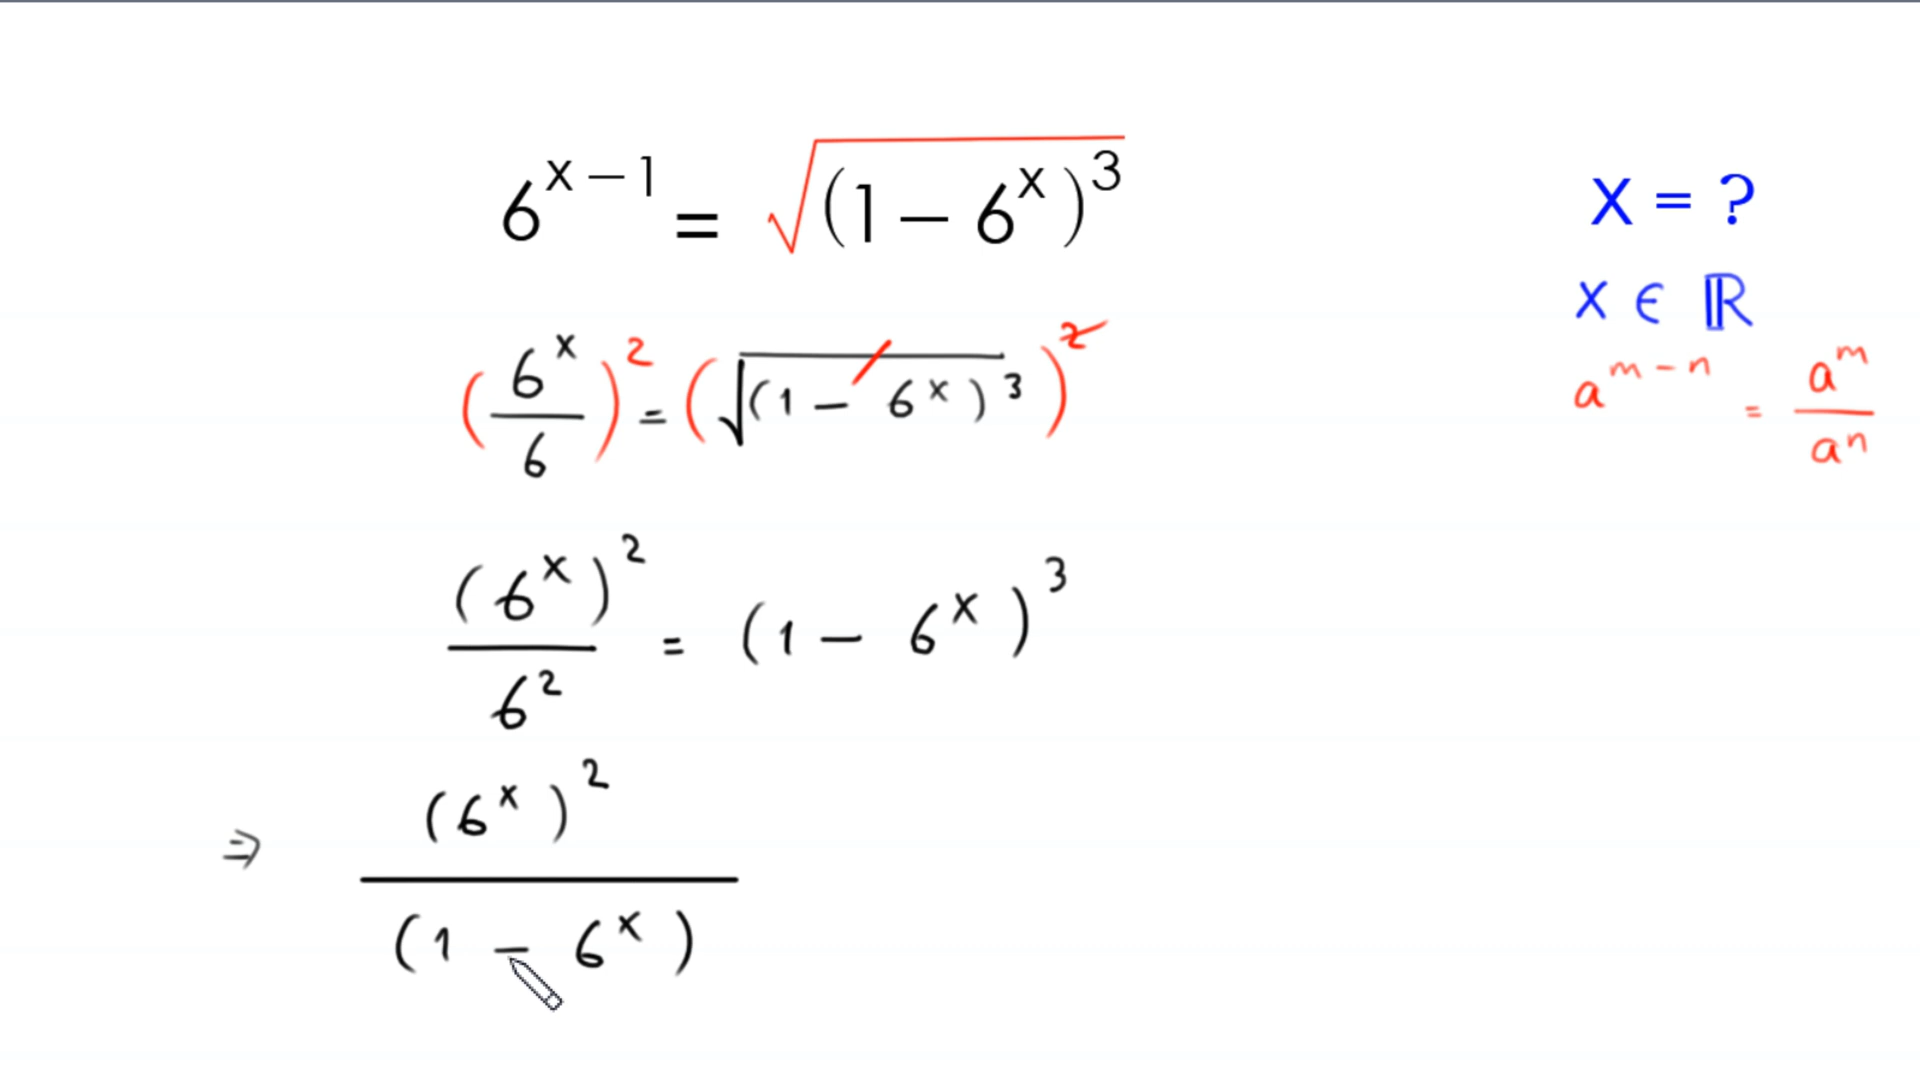 6^{x-1} = √((1 - 6^x)^3)
x = ?
x ∈ ℝ
(6^x / 6)^2 = (√((1 - 6^x)^3))^2
a^{m-n} = a^m / a^n
(6^x)^2 / 6^2 = (1 - 6^x)^3
⇒ (6^x)^2 / (1 - 6^x)